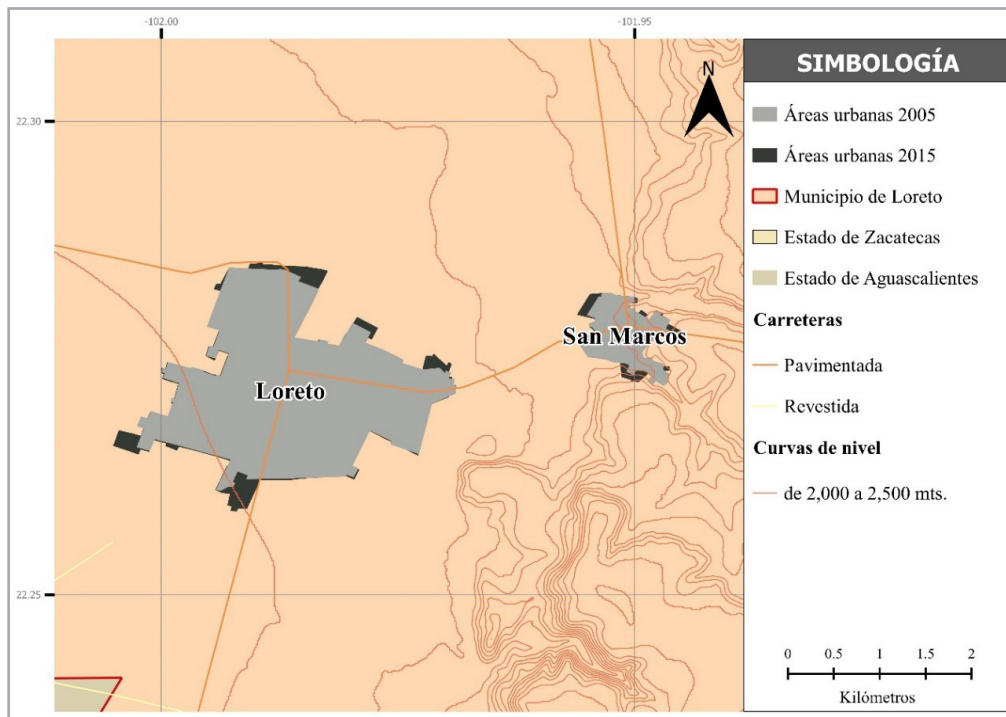 -102.00
-101.95
22.30
22.25
N
Loreto
San Marcos
SIMBOLOGÍA
Áreas urbanas 2005
Áreas urbanas 2015
Municipio de Loreto
Estado de Zacatecas
Estado de Aguascalientes
Carreteras
Pavimentada
Revestida
Curvas de nivel
de 2,000 a 2,500 mts.
0 0.5 1 1.5 2
Kilómetros